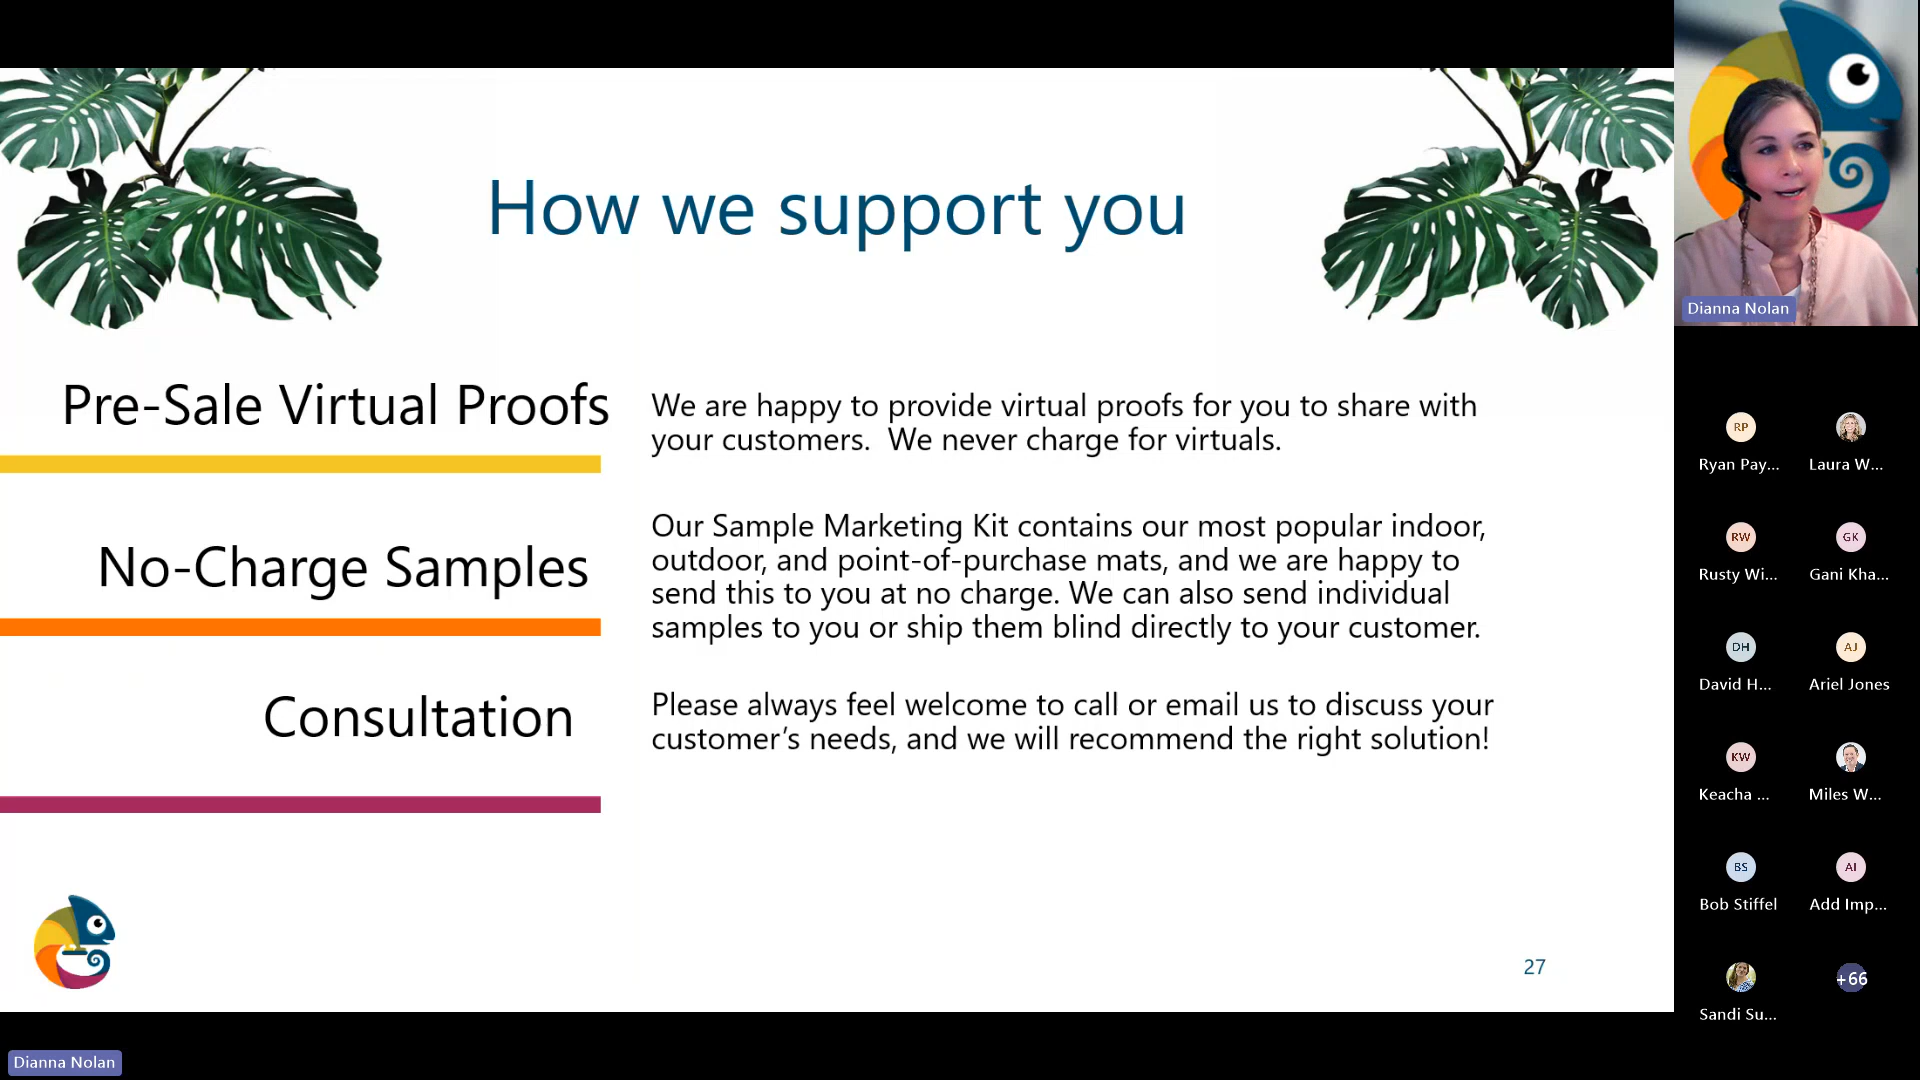 How we support you
Pre-Sale Virtual Proofs
We are happy to provide virtual proofs for you to share with
your customers.  We never charge for virtuals.
No-Charge Samples
Our Sample Marketing Kit contains our most popular indoor,
outdoor, and point-of-purchase mats, and we are happy to
send this to you at no charge. We can also send individual
samples to you or ship them blind directly to your customer.
Consultation
Please always feel welcome to call or email us to discuss your
customer’s needs, and we will recommend the right solution!
27
Dianna Nolan
Dianna Nolan
RP
Ryan Pay...
Laura W...
RW
GK
Rusty Wi...
Gani Kha...
DH
AJ
David H...
Ariel Jones
KW
Keacha ...
Miles W...
BS
AI
Bob Stiffel
Add Imp...
+66
Sandi Su...